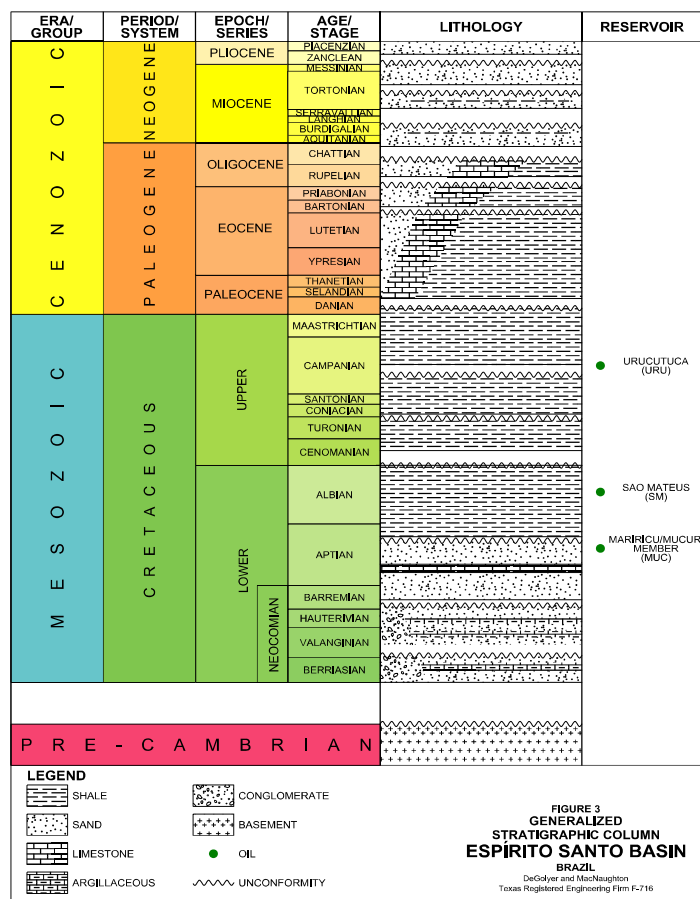 ERA/
GROUP
PERIOD/
SYSTEM
EPOCH/
SERIES
AGE/
STAGE
LITHOLOGY
RESERVOIR
CENOZOIC
NEOGENE
PLIOCENE
PIACENZIAN
ZANCLEAN
MIOCENE
MESSINIAN
TORTONIAN
SERRAVALLIAN
LANGHIAN
BURDIGALIAN
AQUITANIAN
PALEOGENE
OLIGOCENE
CHATTIAN
RUPELIAN
EOCENE
PRIABONIAN
BARTONIAN
LUTETIAN
YPRESIAN
PALEOCENE
THANETIAN
SELANDIAN
DANIAN
MESOZOIC
CRETACEOUS
UPPER
MAASTRICHTIAN
CAMPANIAN
SANTONIAN
CONIACIAN
TURONIAN
CENOMANIAN
LOWER
ALBIAN
APTIAN
NEOCOMIAN
BARREMIAN
HAUTERIVIAN
VALANGINIAN
BERRIASIAN
URUCUTUCA
(URU)
SAO MATEUS
(SM)
MARIRICU/MUCUR
MEMBER
(MUC)
PRE-CAMBRIAN
LEGEND
SHALE
SAND
LIMESTONE
ARGILLACEOUS
CONGLOMERATE
BASEMENT
OIL
UNCONFORMITY
FIGURE 3
GENERALIZED
STRATIGRAPHIC COLUMN
ESPÍRITO SANTO BASIN
BRAZIL
DeGolyer and MacNaughton
Texas Registered Engineering Firm F-716